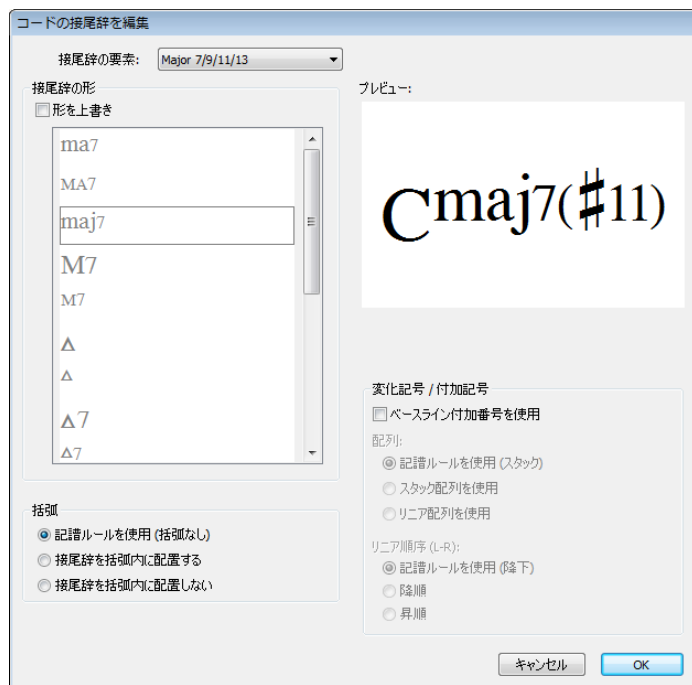 コードの接尾辞を編集
接尾辞の要素: Major 7/9/11/13
接尾辞の形
形を上書き
ma7
MA7
maj7
M7
M7
Δ
Δ
Δ7
Δ7
括弧
記譜ルールを使用 (括弧なし)
接尾辞を括弧内に配置する
接尾辞を括弧内に配置しない
プレビュー:
Cmaj7(♯11)
変化記号 / 付加記号
ベースライン付加番号を使用
配列:
記譜ルールを使用 (スタック)
スタック配列を使用
リニア配列を使用
リニア順序 (L-R):
記譜ルールを使用 (降下)
降順
昇順
キャンセル
OK